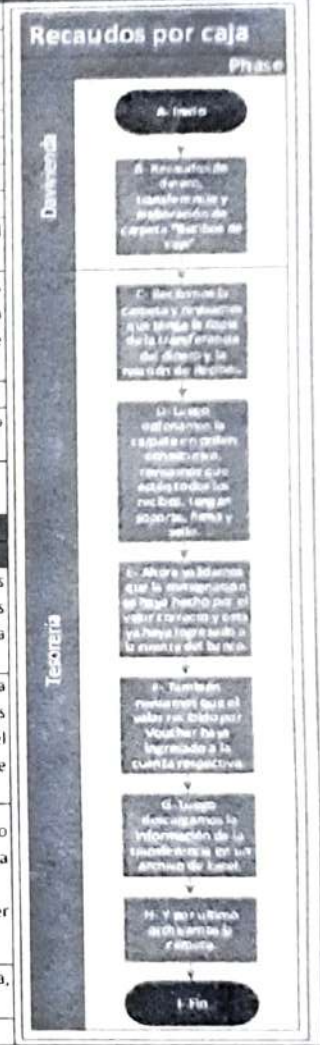 Recaudos por caja
Phase
Davivienda
A- Inicio
B- Recaudos de
dinero,
transferencia y
elaboración de
carpeta "Recibos de
caja"
Tesorería
C- Recibimos la
carpeta y revisamos
que tenga la hoja
de la transferencia
del dinero y la
relación de recibos.
D- Luego
ordenamos la
carpeta en orden
consecutivo,
revisamos que
estén todos los
recibos, tengan
soporte, firma y
sello.
E- Ahora validamos
que la consignación
se haya hecho por el
valor correcto y esta
ya haya ingresado a
la cuenta del banco.
F- También
revisamos que el
valor recibido por
Voucher haya
ingresado a la
cuenta respectiva
G- Luego
descargamos la
información de la
transferencia en un
archivo de Excel.
H- Y por ultimo
archivamos la
carpeta.
I- Fin